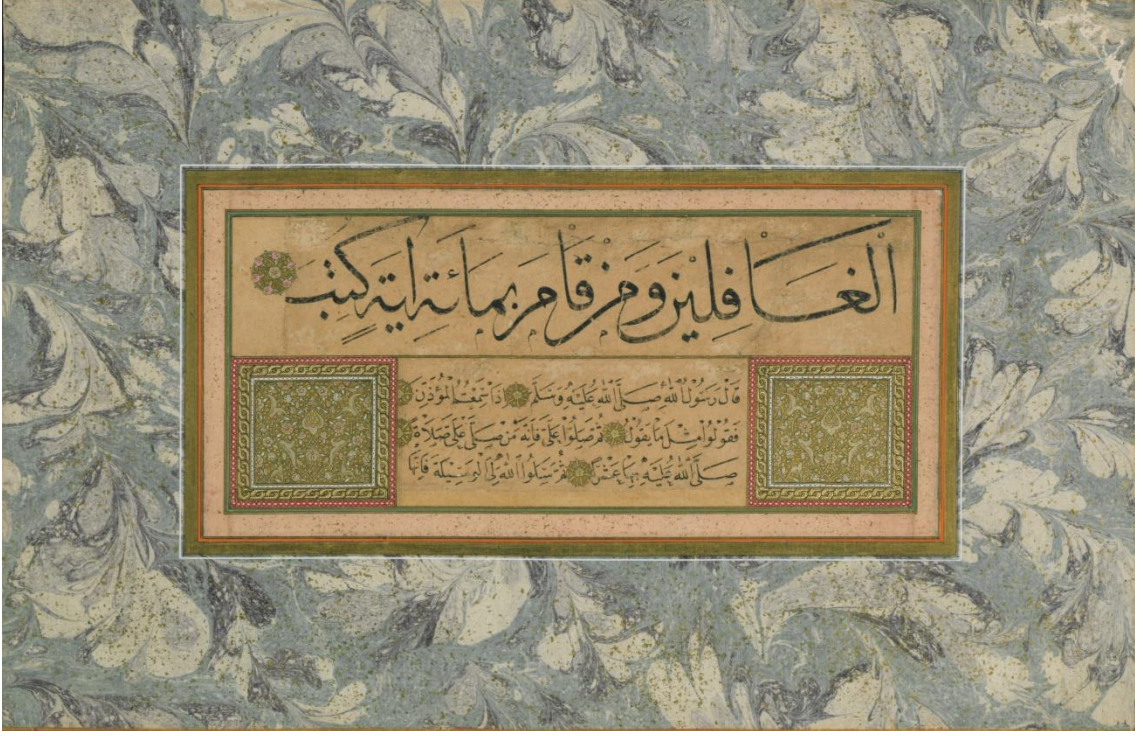 الغافلين ومن قام بمائة اية كتب
قال رسول الله صلى الله عليه وسلم اذا سمعتم المؤذن
فقولوا مثل ما يقول ثم صلوا على فانه من صلى على صلاة
صلى الله عليه بها عشرا ثم سلوا الله لى الوسيلة فانها